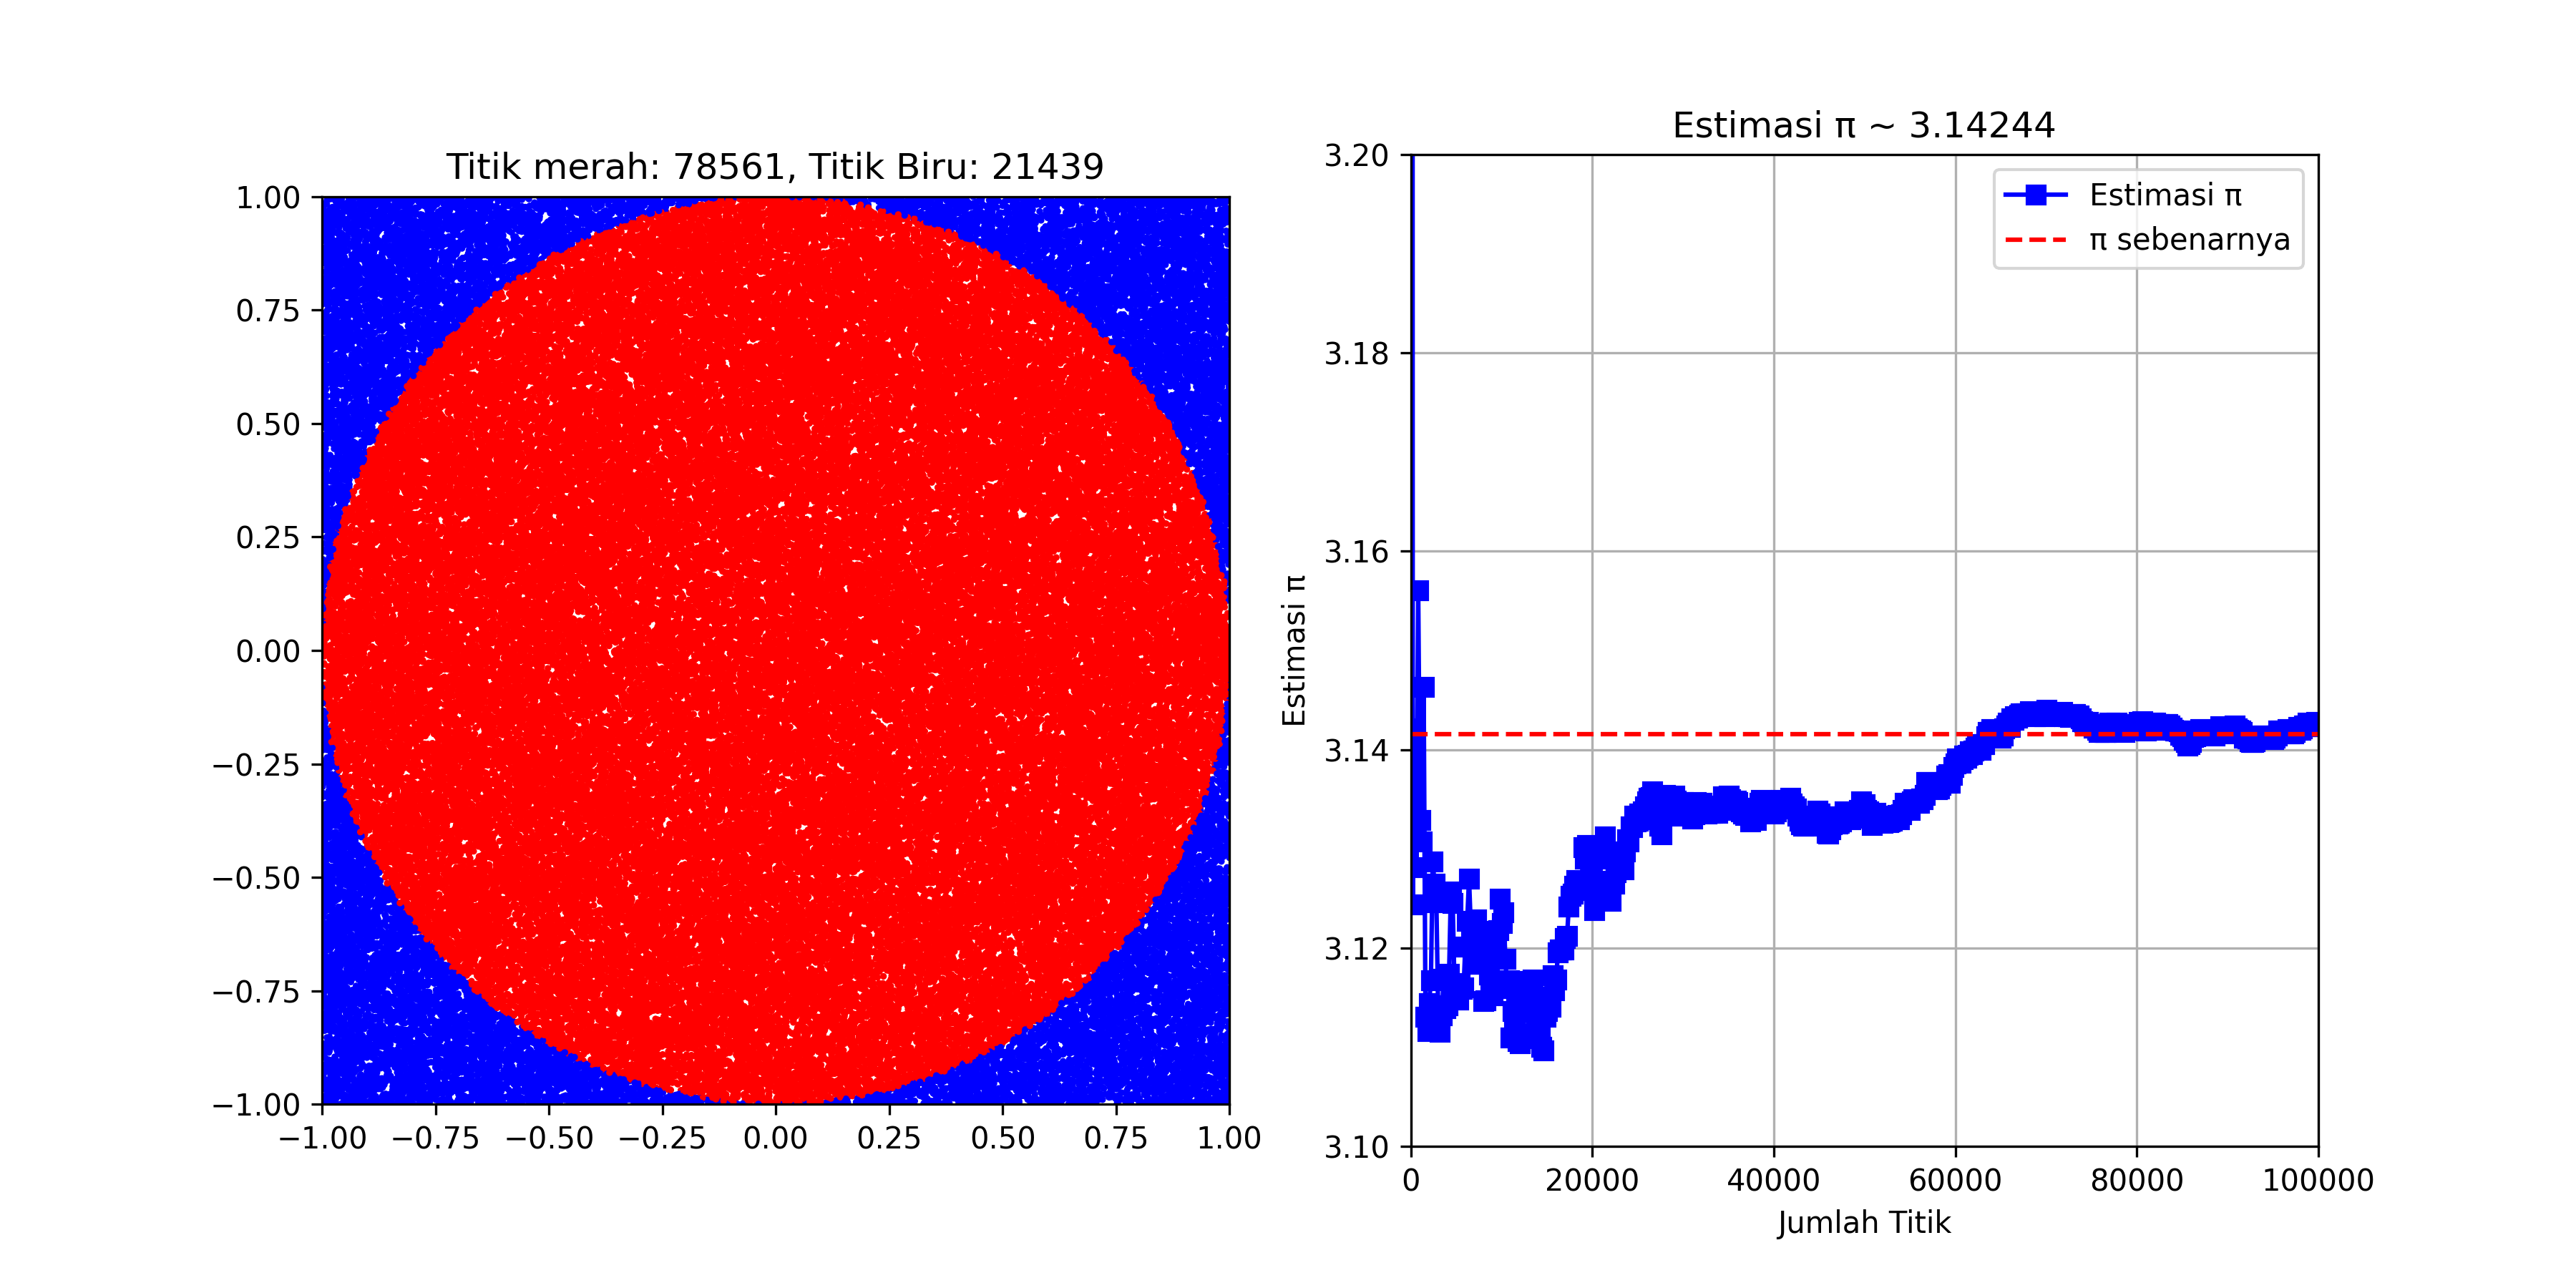 Titik merah: 78561, Titik Biru: 21439
1.00
0.75
0.50
0.25
0.00
−0.25
−0.50
−0.75
−1.00
−1.00 −0.75 −0.50 −0.25 0.00 0.25 0.50 0.75 1.00
Estimasi π ~ 3.14244
Estimasi π
π sebenarnya
Estimasi π
3.20
3.18
3.16
3.14
3.12
3.10
0 20000 40000 60000 80000 100000
Jumlah Titik